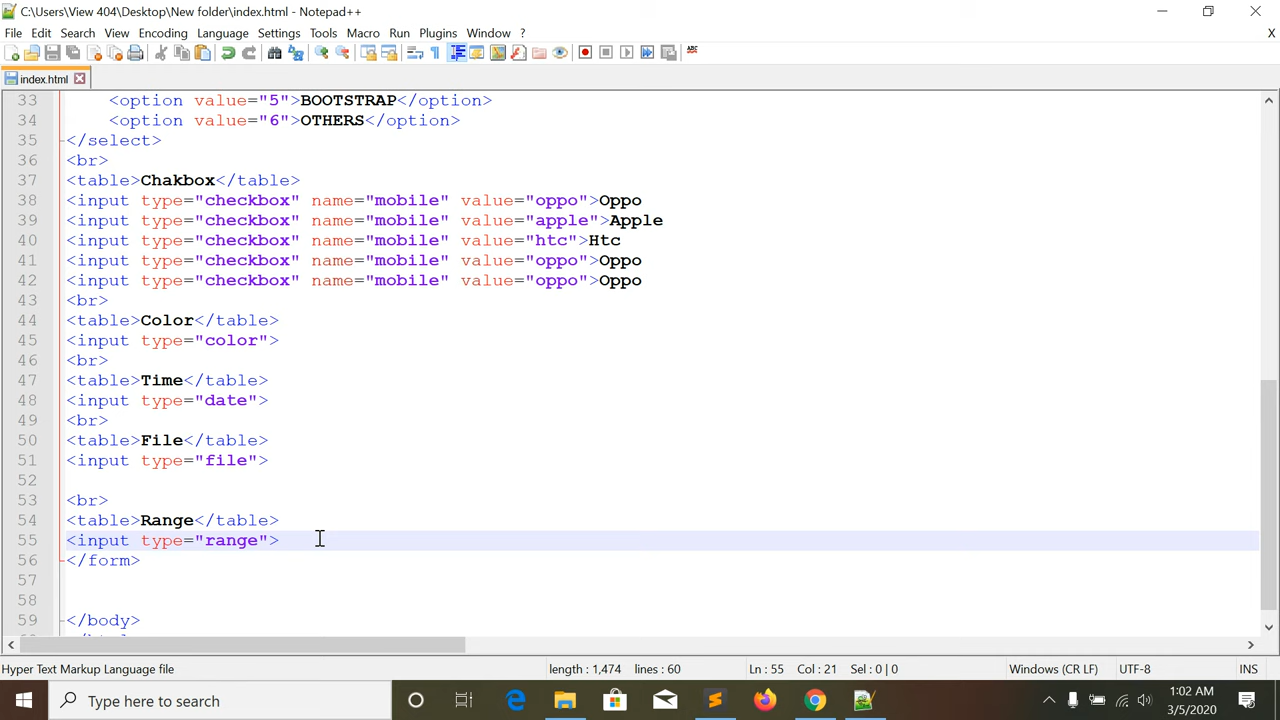 C:\Users\View 404\Desktop\New folder\index.html - Notepad++
File Edit Search View Encoding Language Settings Tools Macro Run Plugins Window ? X
index.html
33 <option value="5">BOOTSTRAP</option>
34 <option value="6">OTHERS</option>
35 </select>
36 <br>
37 <table>Chakbox</table>
38 <input type="checkbox" name="mobile" value="oppo">Oppo
39 <input type="checkbox" name="mobile" value="apple">Apple
40 <input type="checkbox" name="mobile" value="htc">Htc
41 <input type="checkbox" name="mobile" value="oppo">Oppo
42 <input type="checkbox" name="mobile" value="oppo">Oppo
43 <br>
44 <table>Color</table>
45 <input type="color">
46 <br>
47 <table>Time</table>
48 <input type="date">
49 <br>
50 <table>File</table>
51 <input type="file">
52
53 <br>
54 <table>Range</table>
55 <input type="range">
56 </form>
57
58
59 </body>
Hyper Text Markup Language file length : 1,474 lines : 60 Ln : 55 Col : 21 Sel : 0 | 0 Windows (CR LF) UTF-8 INS
Type here to search
1:02 AM
3/5/2020